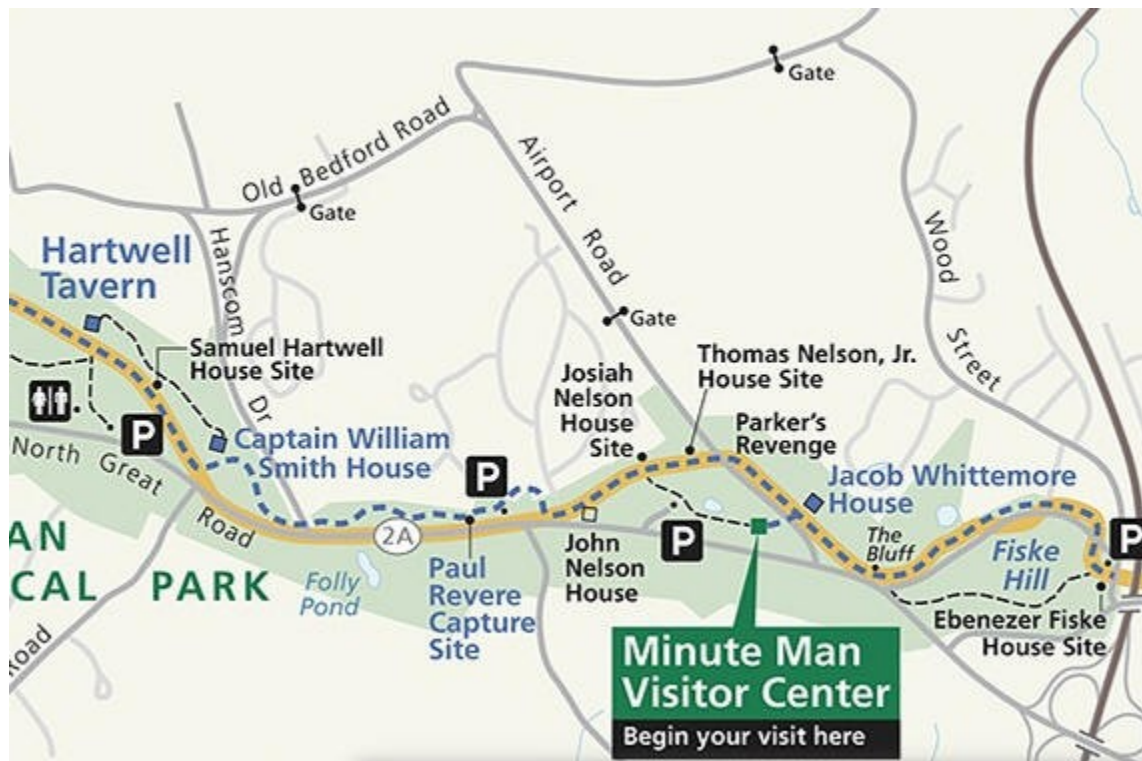 Gate
Old Bedford Road
Gate
Airport Road
Hanscom Dr
Wood Street
Hartwell
Tavern
Samuel Hartwell
House Site
Gate
Josiah
Nelson
House
Site
Thomas Nelson, Jr.
House Site
Parker's
Revenge
P
Captain William
Smith House
North Great Road
P
Jacob Whittemore
House
2A
P
The
Bluff
Fiske
Hill
P
AN
CAL PARK
Folly
Pond
Paul
Revere
Capture
Site
John
Nelson
House
Ebenezer Fiske
House Site
Road
Minute Man
Visitor Center
Begin your visit here